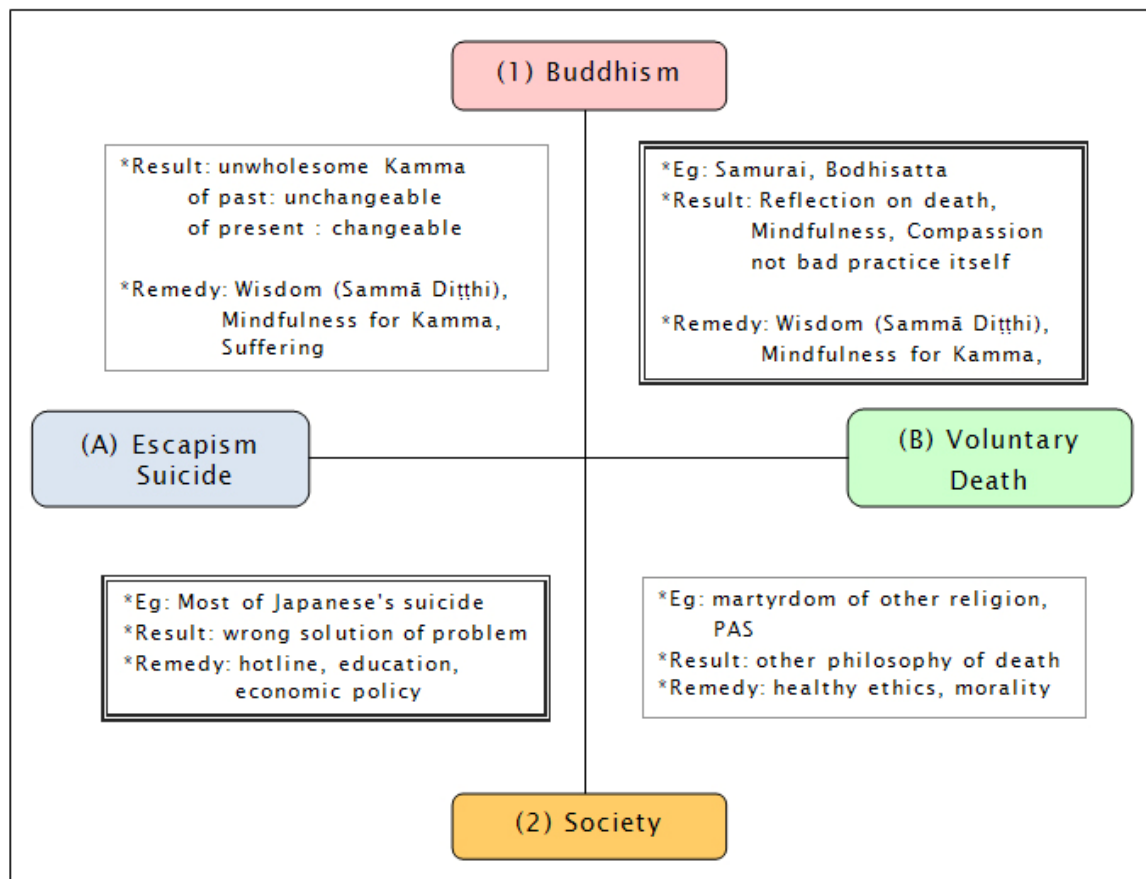 (1) Buddhism
*Result: unwholesome Kamma
of past: unchangeable
of present : changeable
*Remedy: Wisdom (Sammā Diṭṭhi),
Mindfulness for Kamma,
Suffering
*Eg: Samurai, Bodhisatta
*Result: Reflection on death,
Mindfulness, Compassion
not bad practice itself
*Remedy: Wisdom (Sammā Diṭṭhi),
Mindfulness for Kamma,
(A) Escapism
Suicide
(B) Voluntary
Death
*Eg: Most of Japanese's suicide
*Result: wrong solution of problem
*Remedy: hotline, education,
economic policy
*Eg: martyrdom of other religion,
PAS
*Result: other philosophy of death
*Remedy: healthy ethics, morality
(2) Society